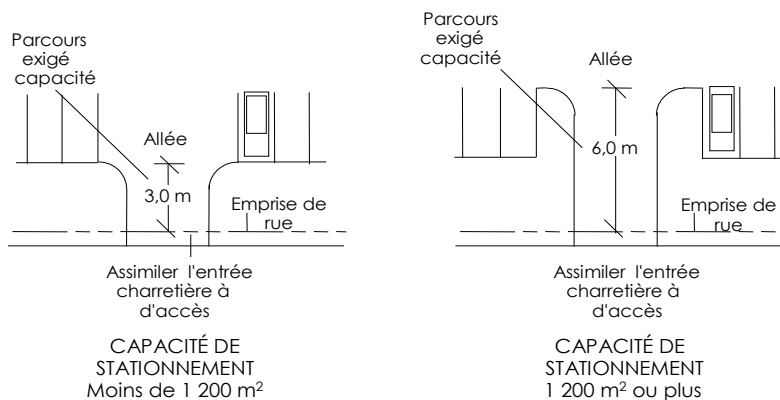 Parcours
exigé
capacité
Allée
3,0 m
Emprise de
rue
Assimiler l'entrée
charretière à
d'accès
CAPACITÉ DE
STATIONNEMENT
Moins de 1 200 m²
Parcours
exigé
capacité
Allée
6,0 m
Emprise de
rue
Assimiler l'entrée
charretière à
d'accès
CAPACITÉ DE
STATIONNEMENT
1 200 m² ou plus